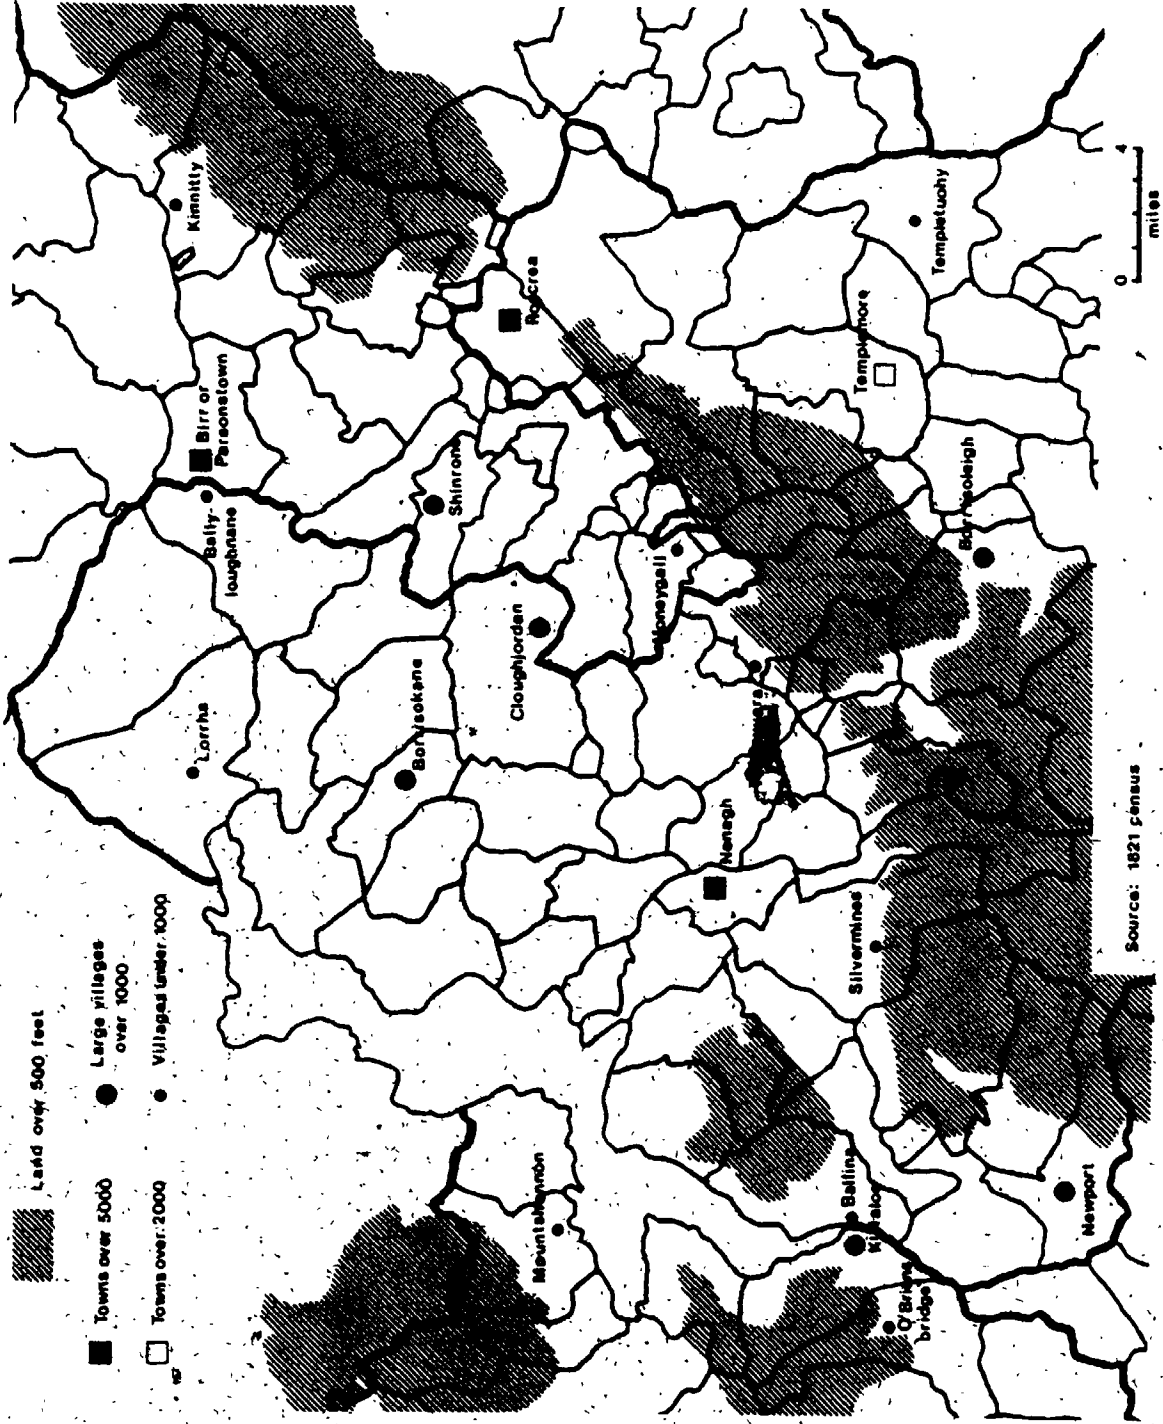 Land over 500 feet
Towns over 5000
Large villages
over 1000
Towns over 2000
Villages under 1000
Kinnitty
Birr or
Parsonstown
Bally-
loughnane
Lorrha
Shinrone
Borrisokane
Roscrea
Cloughjordan
Mountshannon
Moneygall
Nenagh
Templemore
Silvermines
Ballina
Killaloe
O'Briens
bridge
Templetuohy
Borrisoleigh
Newport
0 4
miles
Source: 1821 census